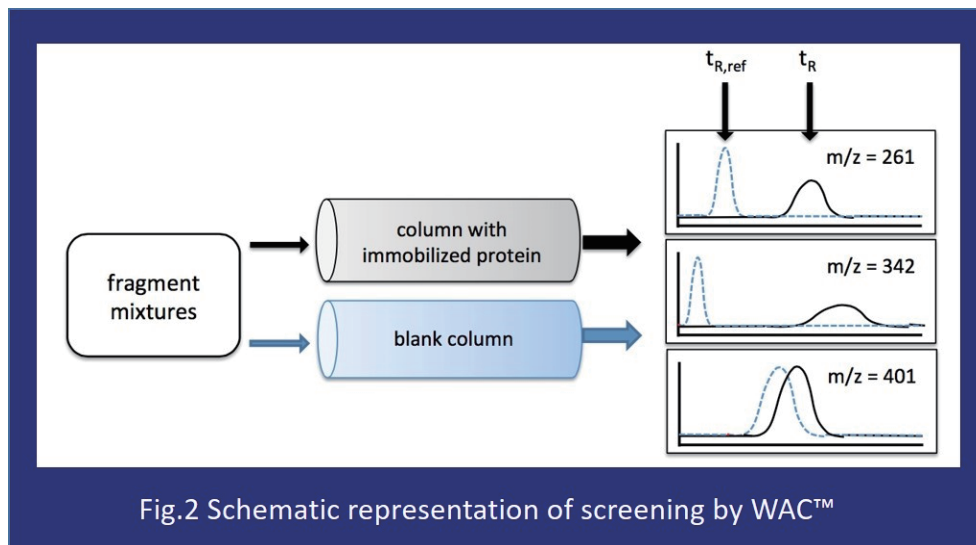 t_R,ref t_R
m/z = 261
column with
immobilized protein
fragment
mixtures
m/z = 342
blank column
m/z = 401
Fig.2 Schematic representation of screening by WAC™